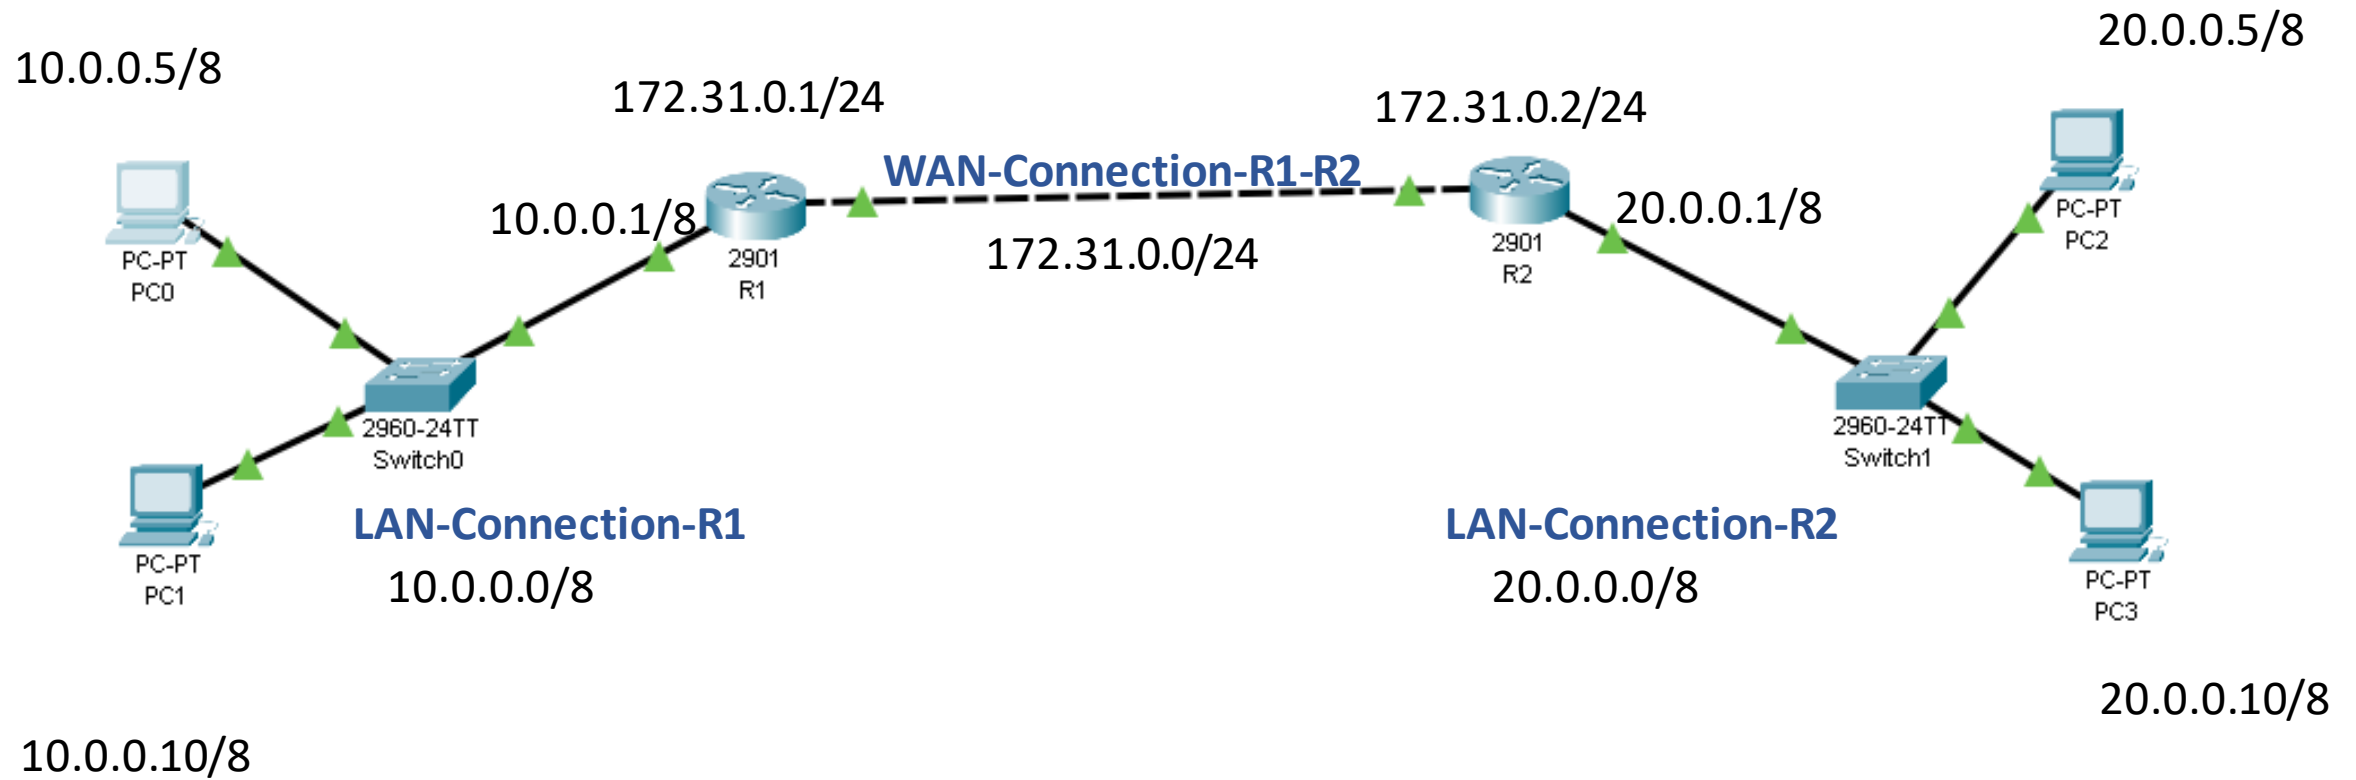 20.0.0.5/8
10.0.0.5/8
172.31.0.1/24
172.31.0.2/24
WAN-Connection-R1-R2
10.0.0.1/8
20.0.0.1/8
172.31.0.0/24
PC-PT
PC0
2901
R1
2901
R2
PC-PT
PC2
2960-24TT
Switch0
2960-24TT
Switch1
LAN-Connection-R1
10.0.0.0/8
LAN-Connection-R2
20.0.0.0/8
PC-PT
PC1
PC-PT
PC3
20.0.0.10/8
10.0.0.10/8